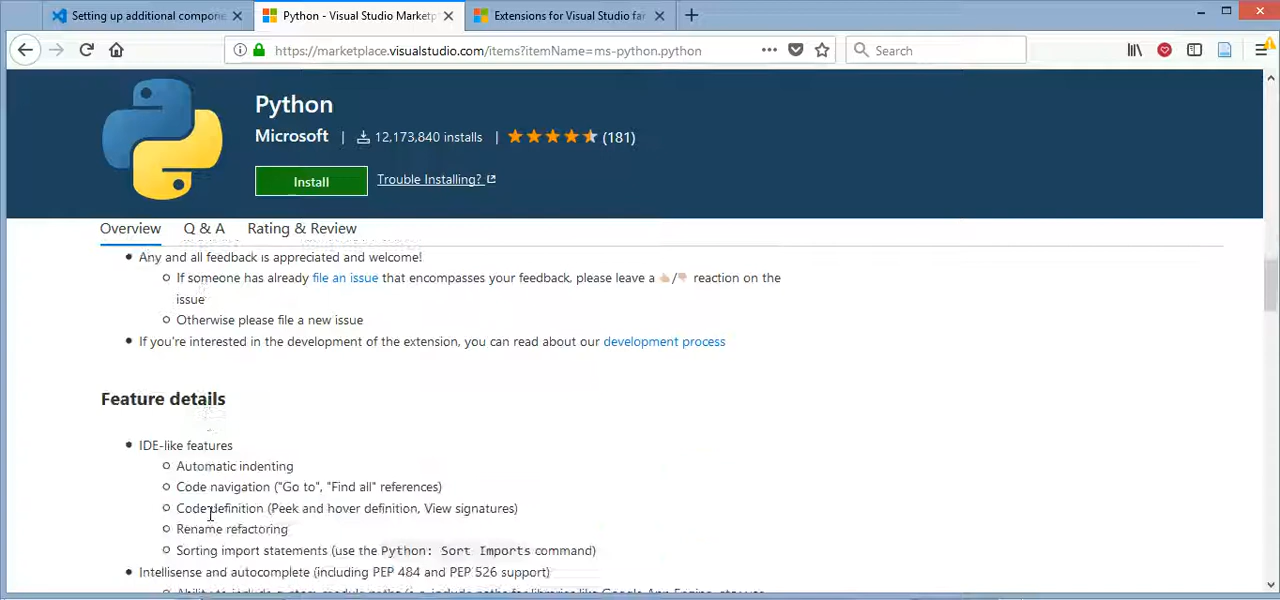 Setting up additional compone
Python - Visual Studio Marketp
Extensions for Visual Studio fa
https://marketplace.visualstudio.com/items?itemName=ms-python.python
Search
Python
Microsoft | 12,173,840 installs | (181)
Install
Trouble Installing?
Overview
Q & A
Rating & Review
Any and all feedback is appreciated and welcome!
If someone has already file an issue that encompasses your feedback, please leave a 👍/👎 reaction on the
issue
Otherwise please file a new issue
If you're interested in the development of the extension, you can read about our development process
Feature details
IDE-like features
Automatic indenting
Code navigation ("Go to", "Find all" references)
Code definition (Peek and hover definition, View signatures)
Rename refactoring
Sorting import statements (use the Python: Sort Imports command)
Intellisense and autocomplete (including PEP 484 and PEP 526 support)